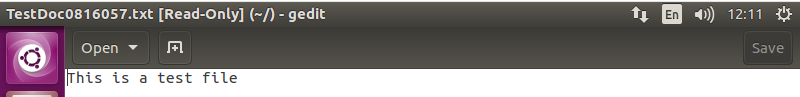 TestDoc0816057.txt [Read-Only] (~/) - gedit
En
12:11
Open
Save
This is a test file